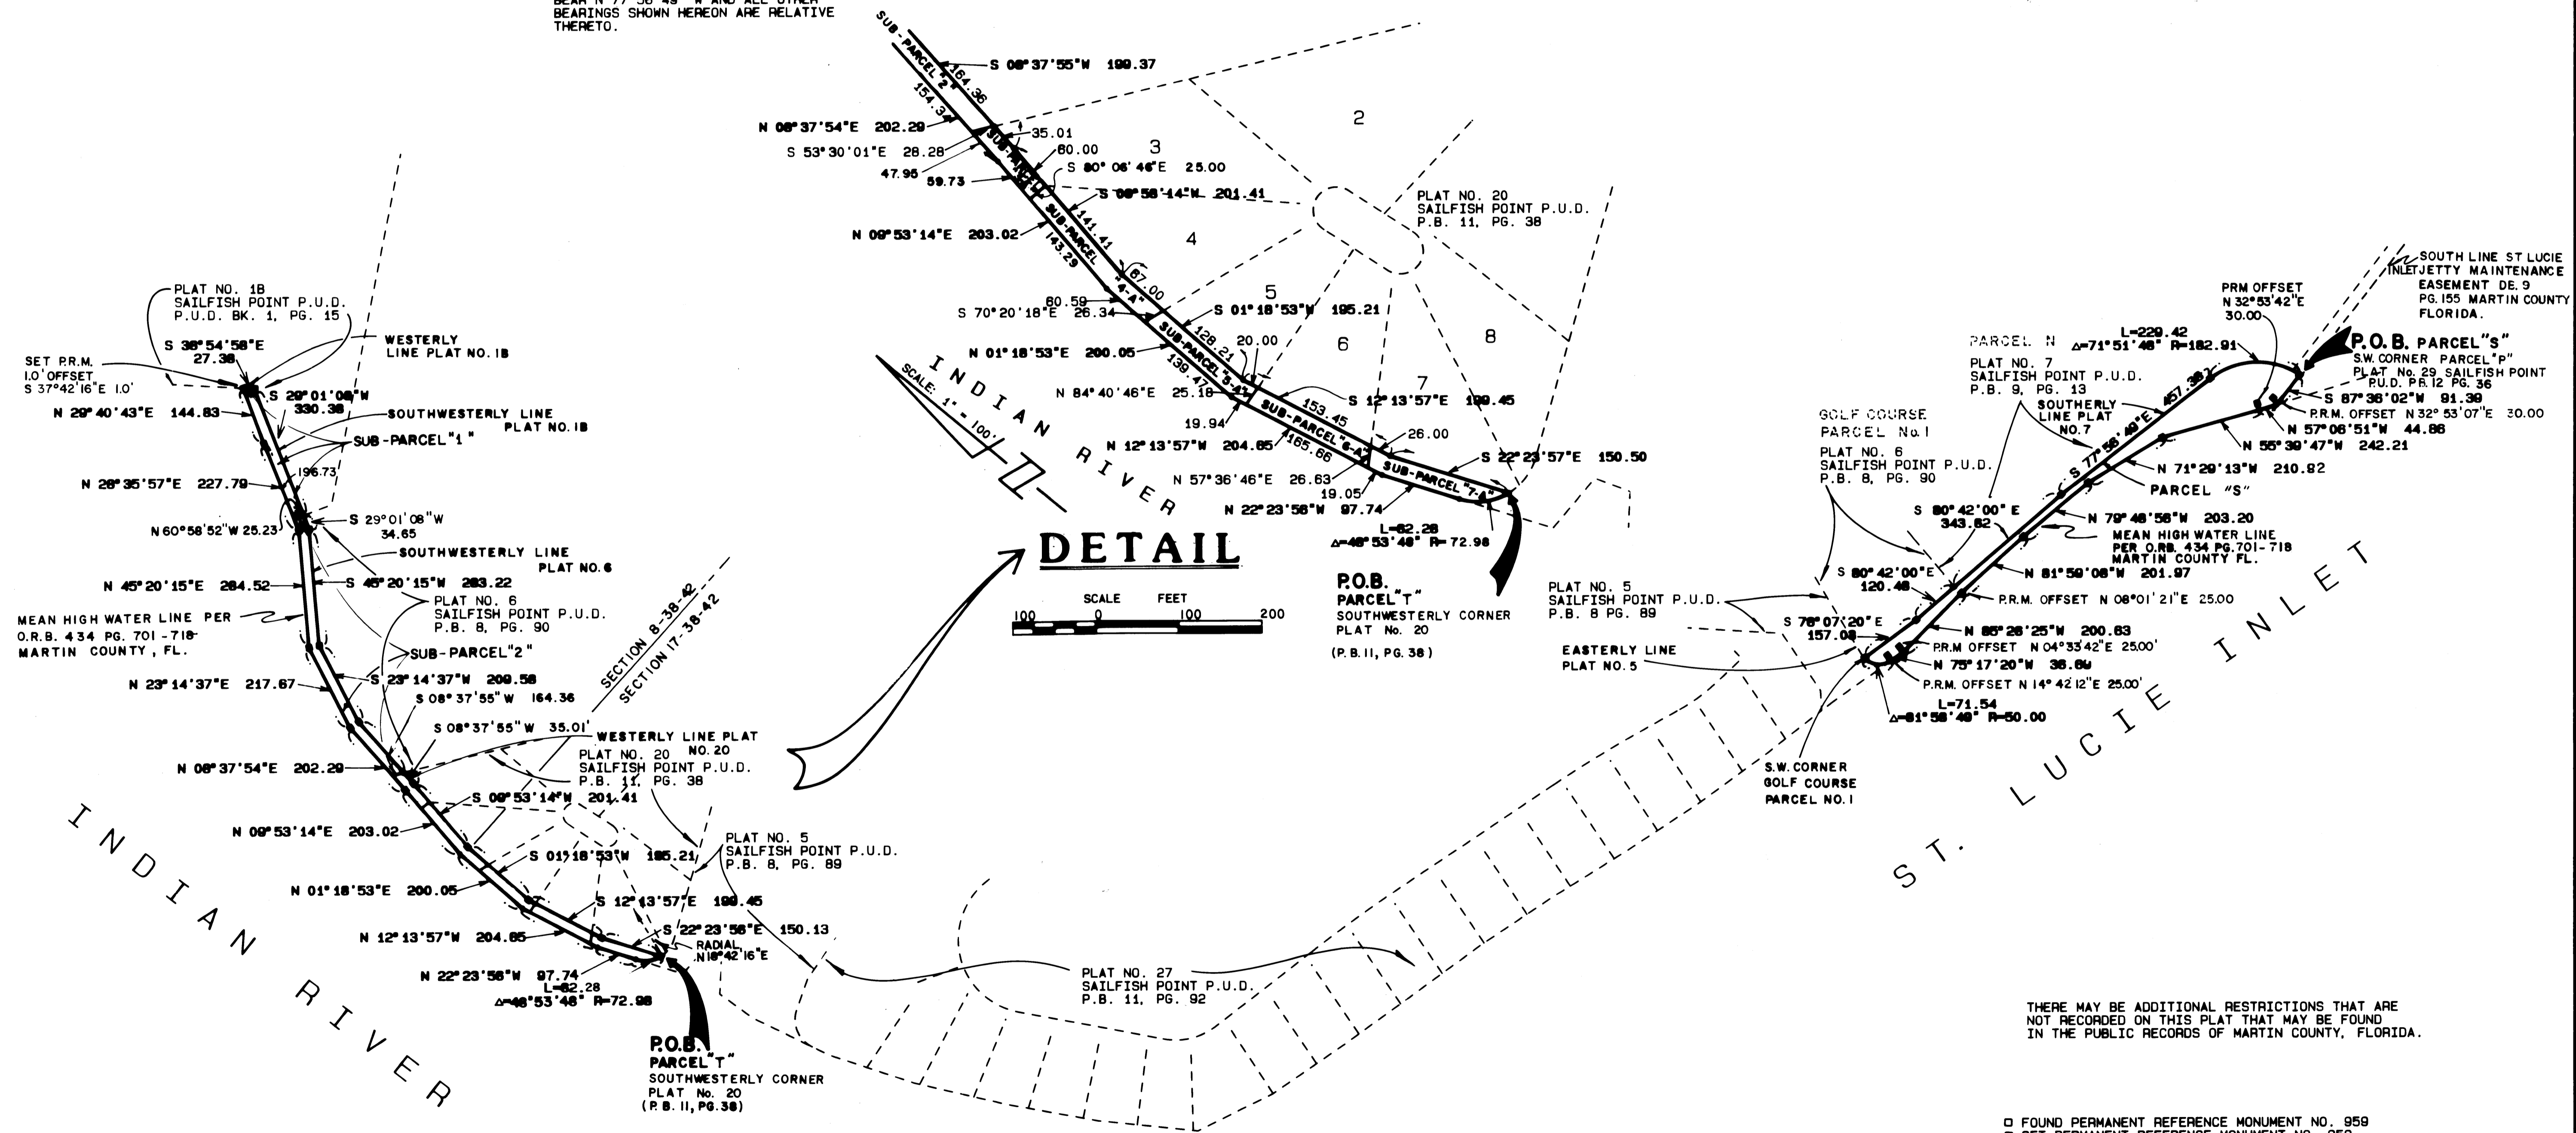 BEARINGS SHOWN HEREON ARE RELATIVE
THERETO.
SUB-PARCEL "2"
164.36
154.34
S 08°37'55"W 199.37
N 08°37'54"E 202.29
S 53°30'01"E 28.28
47.95
59.73
35.01
60.00
S 80° 06' 46"E 25.00
S 09°58'14"W 201.41
SUB-PARCEL
SUB-PARCEL
"4-A"
141.41
143.29
N 09°53'14"E 203.02
67.00
60.59
S 70°20'18"E 26.34
S 01°18'53"W 195.21
N 01°18'53"E 200.05
SUB-PARCEL "5-A"
128.21
139.47
20.00
N 84°40'46"E 25.18
19.94
S 12°13'57"E 199.45
153.45
N 12°13'57"W 204.65
165.66
SUB-PARCEL "6-A"
26.00
N 57°36'46"E 26.63
19.05
S 22°23'57"E 150.50
SUB-PARCEL "7-A"
N 22°23'56"W 97.74
L=62.28
Δ=48°53'48" R=72.98
2
3
4
5
6
7
8
PLAT NO. 20
SAILFISH POINT P.U.D.
P.B. 11, PG. 38
INDIAN RIVER
SCALE: 1" = 100'
DETAIL
SCALE FEET
100 0 100 200
P.O.B.
PARCEL "T"
SOUTHWESTERLY CORNER
PLAT No. 20
(P.B. 11, PG. 38)
PLAT NO. 1B
SAILFISH POINT P.U.D.
P.U.D. BK. 1, PG. 15
WESTERLY
LINE PLAT NO. 1B
S 36°54'58"E
27.36
SET P.R.M.
1.0' OFFSET
S 37°42'16"E 1.0'
N 29°40'43"E 144.83
S 29°01'08"W
330.38
SOUTHWESTERLY LINE
PLAT NO. 1B
SUB-PARCEL "1"
196.73
N 28°35'57"E 227.79
N 60°58'52"W 25.23
S 29°01'08"W
34.65
SOUTHWESTERLY LINE
PLAT NO. 6
N 45°20'15"E 284.52
S 45°20'15"W 283.22
MEAN HIGH WATER LINE PER
O.R.B. 434 PG. 701-718
MARTIN COUNTY, FL.
PLAT NO. 6
SAILFISH POINT P.U.D.
P.B. 8, PG. 90
SUB-PARCEL "2"
N 23°14'37"E 217.67
S 23°14'37"W 209.58
S 08°37'55"W 164.36
S 08°37'55"W 35.01'
SECTION 8-38-42
SECTION 17-38-42
WESTERLY LINE PLAT
NO. 20
PLAT NO. 20
SAILFISH POINT P.U.D.
P.B. 11, PG. 38
N 08°37'54"E 202.29
S 09°53'14"W 201.41
N 09°53'14"E 203.02
S 01°18'53"W 195.21
N 01°18'53"E 200.05
S 12°13'57"E 199.45
N 12°13'57"W 204.65
S 22°23'56"E 150.13
RADIAL
N 18°42'16"E
N 22°23'56"W 97.74
L=62.28
Δ=48°53'48" R=72.98
PLAT NO. 5
SAILFISH POINT P.U.D.
P.B. 8, PG. 89
P.O.B.
PARCEL "T"
SOUTHWESTERLY CORNER
PLAT No. 20
(P.B. 11, PG. 38)
INDIAN RIVER
PLAT NO. 27
SAILFISH POINT P.U.D.
P.B. 11, PG. 92
SOUTH LINE ST LUCIE
INLET JETTY MAINTENANCE
EASEMENT DE. 9
PG. 155 MARTIN COUNTY
FLORIDA.
PRM OFFSET
N 32°53'42"E
30.00
L=229.42
Δ=71°51'48" R=182.91
P.O.B. PARCEL "S"
S.W. CORNER PARCEL "P"
PLAT No. 29 SAILFISH POINT
P.U.D. P.B. 12 PG. 36
S 87°36'02"W 91.39
P.R.M. OFFSET N 32°53'07"E 30.00
N 57°06'51"W 44.86
N 55°39'47"W 242.21
N 71°29'13"W 210.82
PARCEL "S"
PARCEL N
PLAT NO. 7
SAILFISH POINT P.U.D.
P.B. 9, PG. 13
SOUTHERLY
LINE PLAT
NO. 7
S 77°56'49"E 457.38
GOLF COURSE
PARCEL No. 1
PLAT NO. 6
SAILFISH POINT P.U.D.
P.B. 8, PG. 90
S 80°42'00"E
343.62
N 79°48'56"W 203.20
MEAN HIGH WATER LINE
PER O.R.B. 434 PG. 701-718
MARTIN COUNTY FL.
S 80°42'00"E
120.48
N 81°59'08"W 201.97
P.R.M. OFFSET N 08°01'21"E 25.00
PLAT NO. 5
SAILFISH POINT P.U.D.
P.B. 8 PG. 89
S 76°07'20"E
157.03
N 85°26'25"W 200.63
P.R.M OFFSET N 04°33'42"E 25.00'
EASTERLY LINE
PLAT NO. 5
N 75°17'20"W 36.60
P.R.M. OFFSET N 14°42'12"E 25.00'
L=71.54
Δ=81°58'49" R=50.00
S.W. CORNER
GOLF COURSE
PARCEL NO. 1
ST. LUCIE INLET
THERE MAY BE ADDITIONAL RESTRICTIONS THAT ARE
NOT RECORDED ON THIS PLAT THAT MAY BE FOUND
IN THE PUBLIC RECORDS OF MARTIN COUNTY, FLORIDA.
□ FOUND PERMANENT REFERENCE MONUMENT NO. 959